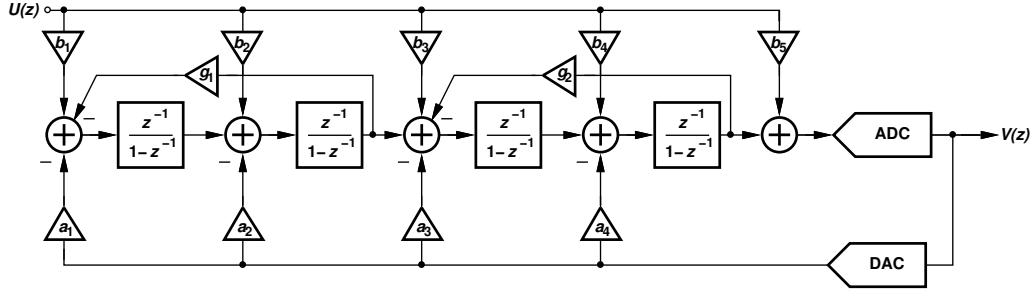 U(z)
b₁ b₂ b₃ b₄ b₅
g₁ g₂
z⁻¹ z⁻¹ z⁻¹ z⁻¹
1−z⁻¹ 1−z⁻¹ 1−z⁻¹ 1−z⁻¹
ADC V(z)
a₁ a₂ a₃ a₄
DAC